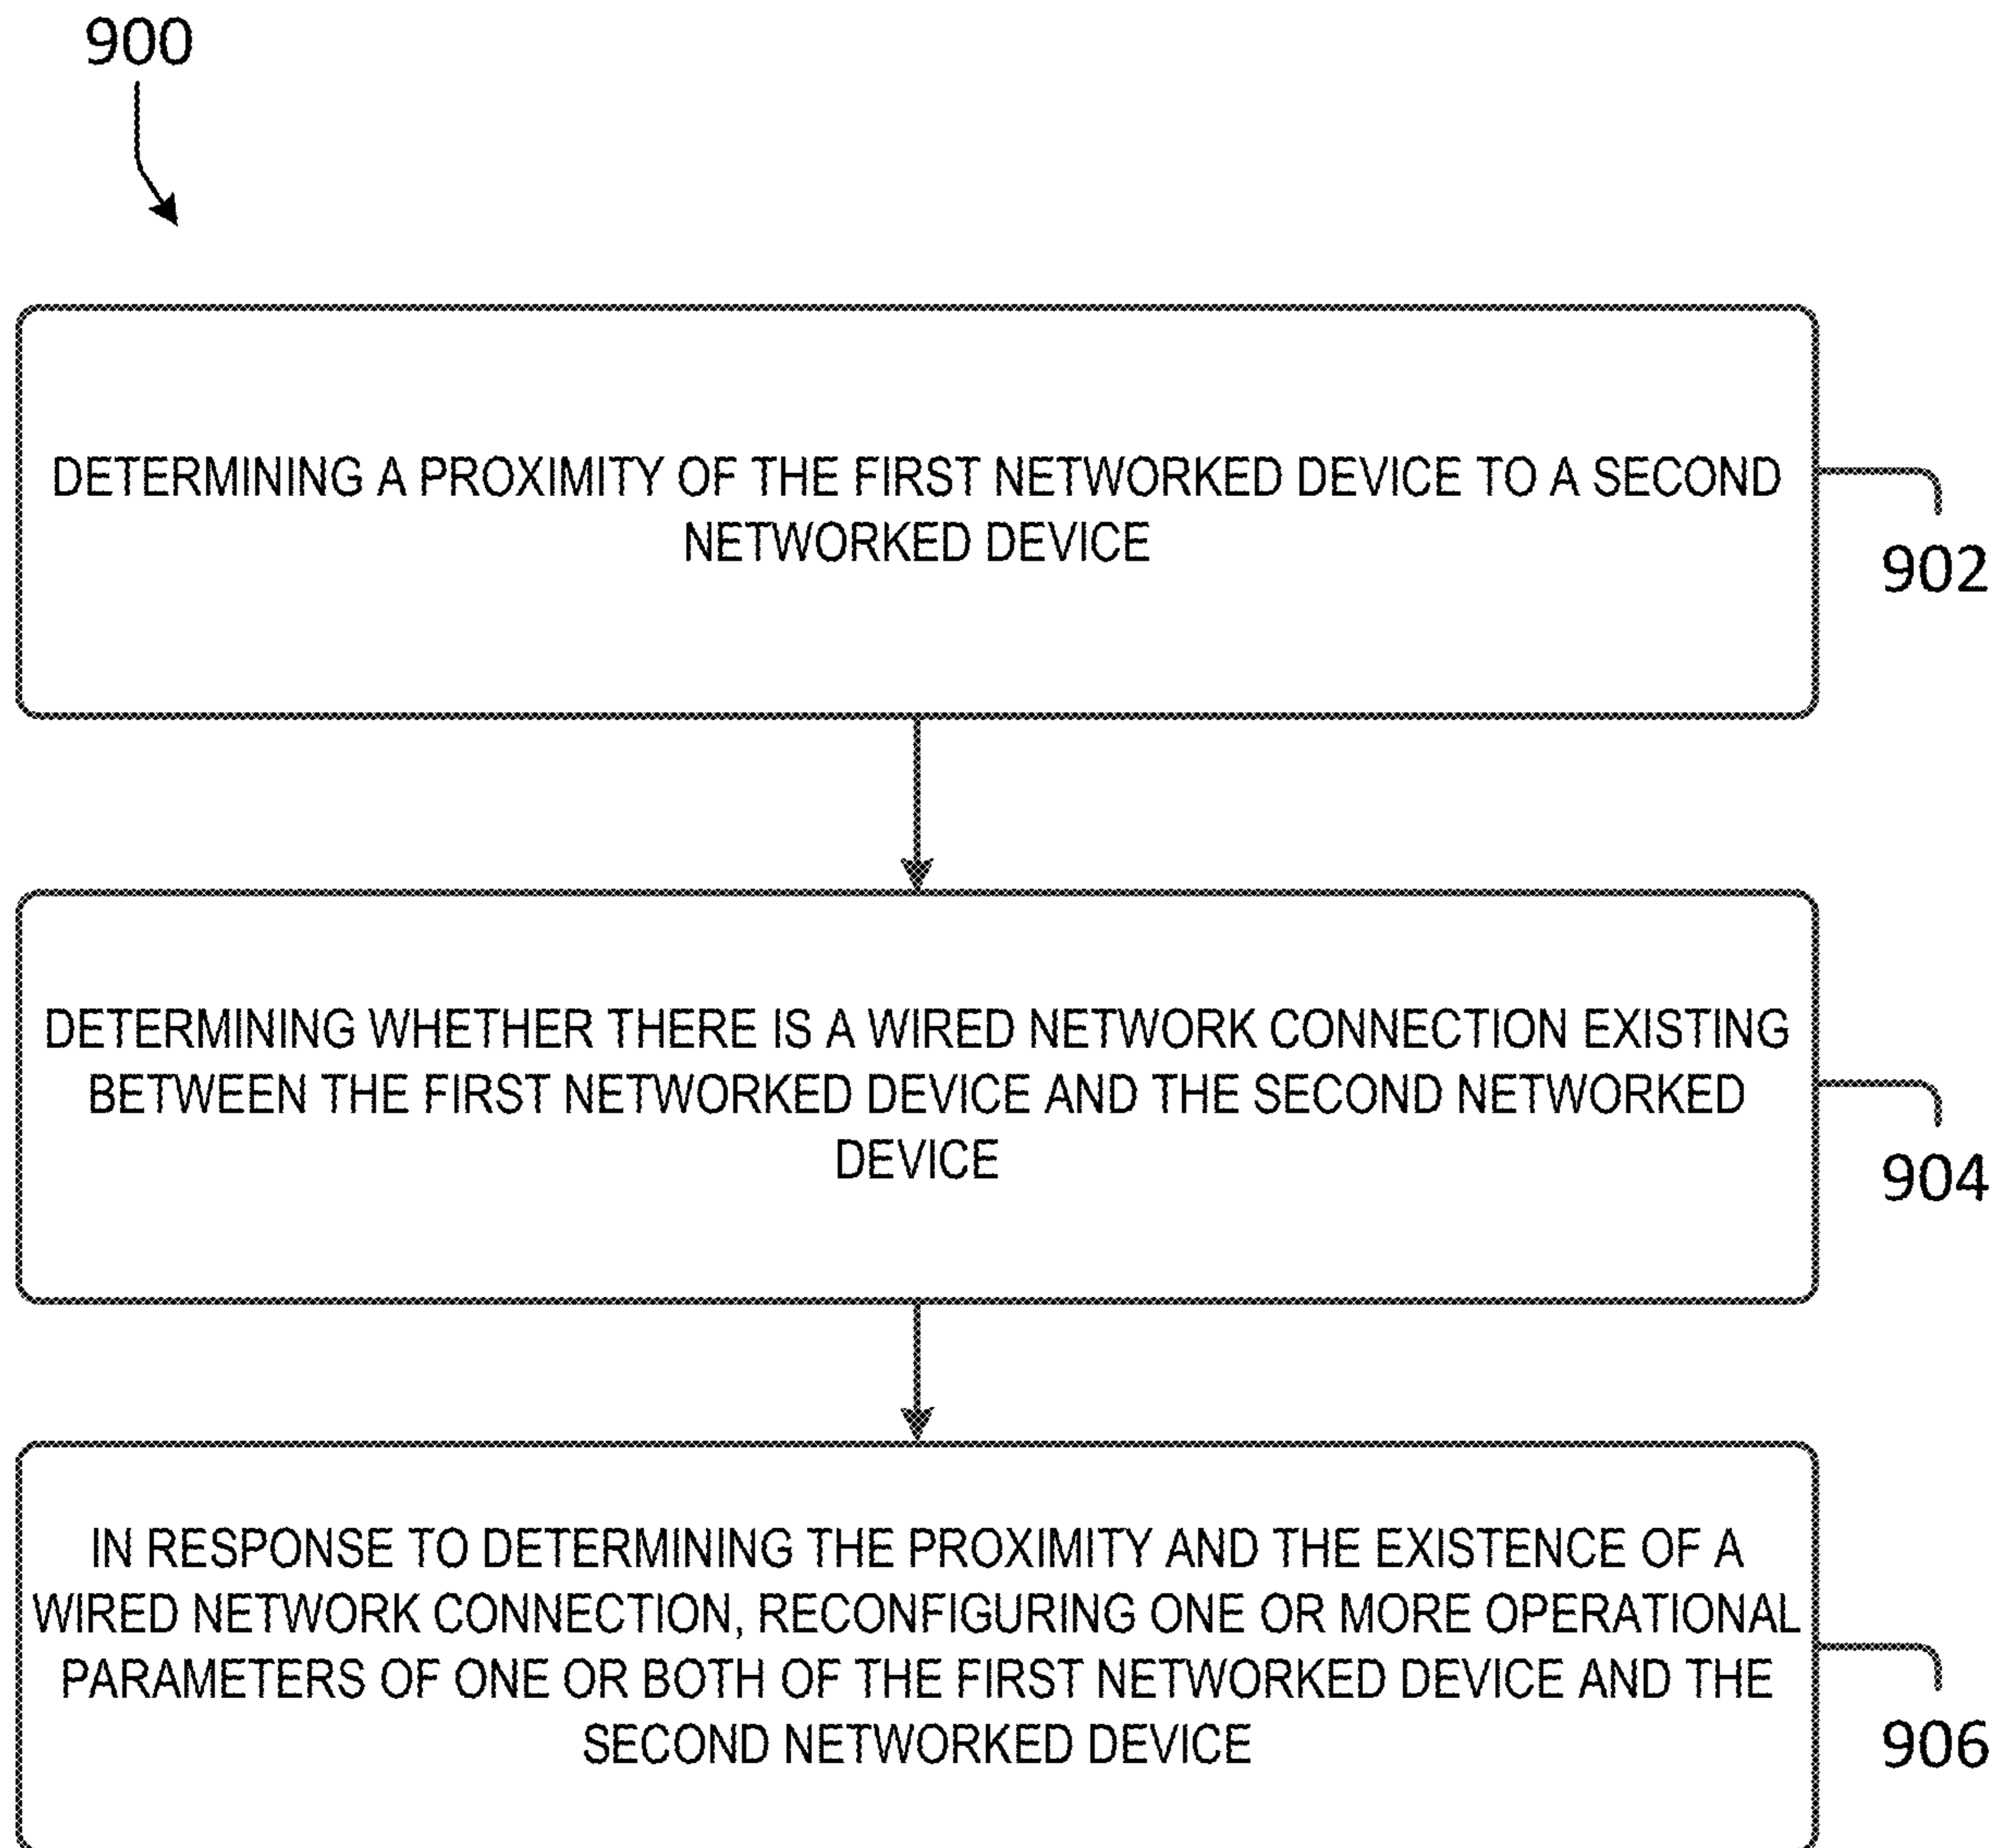 900
DETERMINING A PROXIMITY OF THE FIRST NETWORKED DEVICE TO A SECOND
NETWORKED DEVICE
902
DETERMINING WHETHER THERE IS A WIRED NETWORK CONNECTION EXISTING
BETWEEN THE FIRST NETWORKED DEVICE AND THE SECOND NETWORKED
DEVICE
904
IN RESPONSE TO DETERMINING THE PROXIMITY AND THE EXISTENCE OF A
WIRED NETWORK CONNECTION, RECONFIGURING ONE OR MORE OPERATIONAL
PARAMETERS OF ONE OR BOTH OF THE FIRST NETWORKED DEVICE AND THE
SECOND NETWORKED DEVICE
906